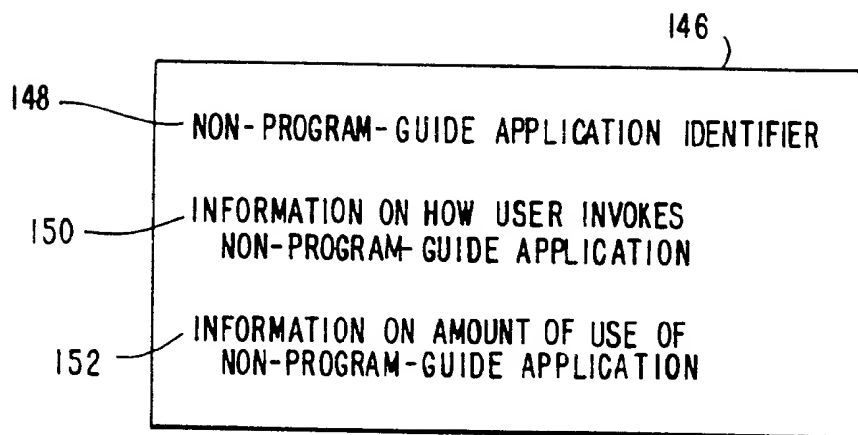 146
148
NON-PROGRAM-GUIDE APPLICATION IDENTIFIER
150
INFORMATION ON HOW USER INVOKES
NON-PROGRAM-GUIDE APPLICATION
152
INFORMATION ON AMOUNT OF USE OF
NON-PROGRAM-GUIDE APPLICATION